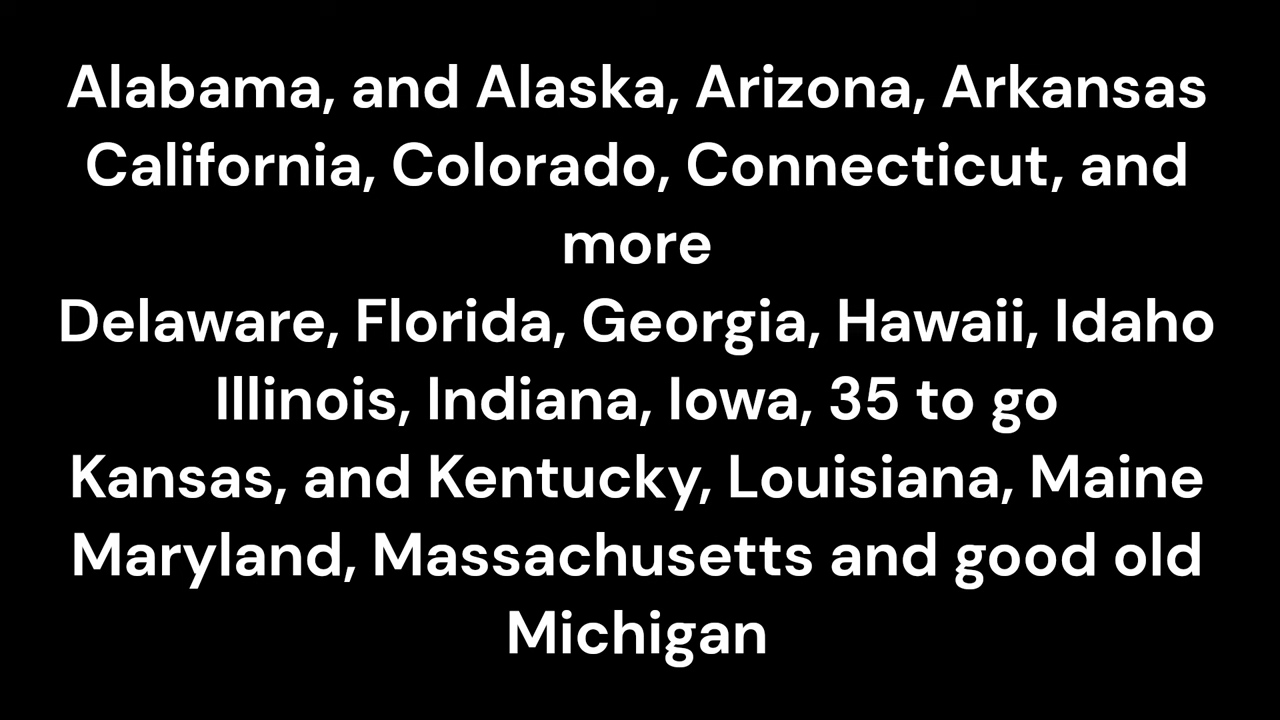 Alabama, and Alaska, Arizona, Arkansas
California, Colorado, Connecticut, and
more
Delaware, Florida, Georgia, Hawaii, Idaho
Illinois, Indiana, Iowa, 35 to go
Kansas, and Kentucky, Louisiana, Maine
Maryland, Massachusetts and good old
Michigan